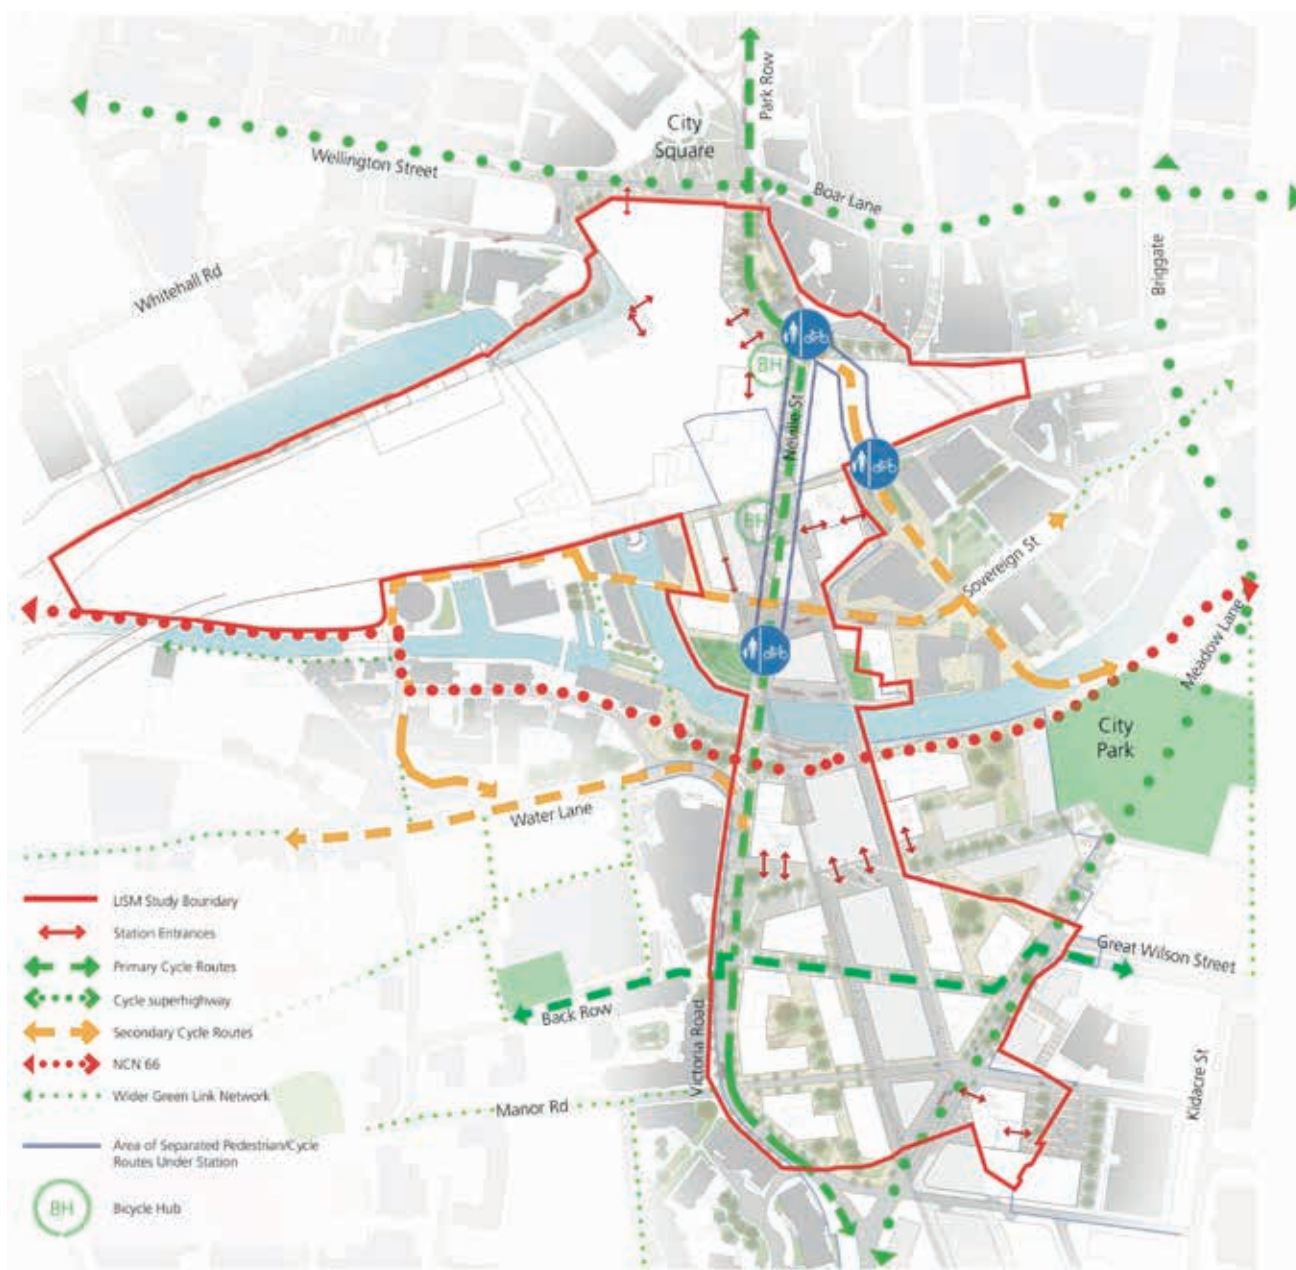 Park Row
City
Square
Wellington Street
Boar Lane
Whitehall Rd
Briggate
BH
Neville St
BH
Sovereign St
Meadow Lane
City
Park
Water Lane
LISM Study Boundary
Station Entrances
Primary Cycle Routes
Cycle superhighway
Secondary Cycle Routes
NCN 66
Wider Green Link Network
Area of Separated Pedestrian/Cycle
Routes Under Station
BH
Bicycle Hub
Great Wilson Street
Back Row
Victoria Road
Manor Rd
Kidacre St